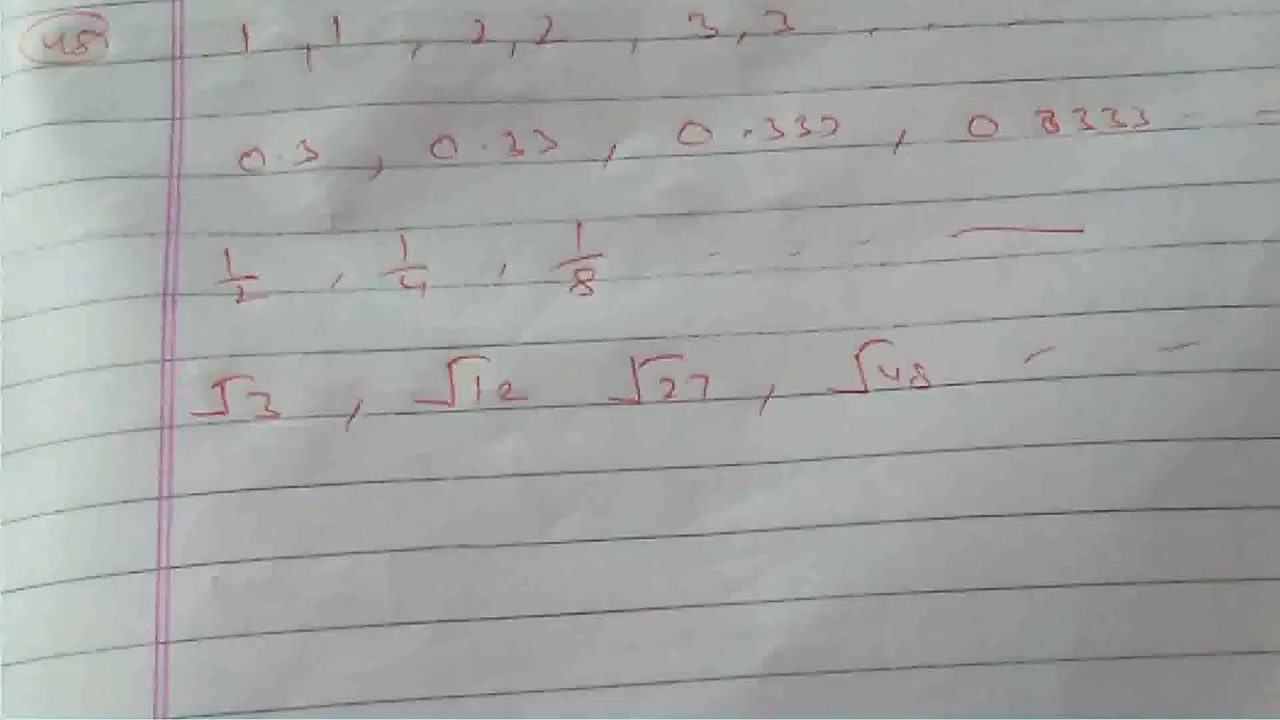 48 1 , 1 , 2 , 2 , 3 , 3 . . .
0.3 , 0.33 , 0.333 , 0 3333 - -
1/2 , 1/4 , 1/8 - - - —
√3 , √12 √27 , √48 - -